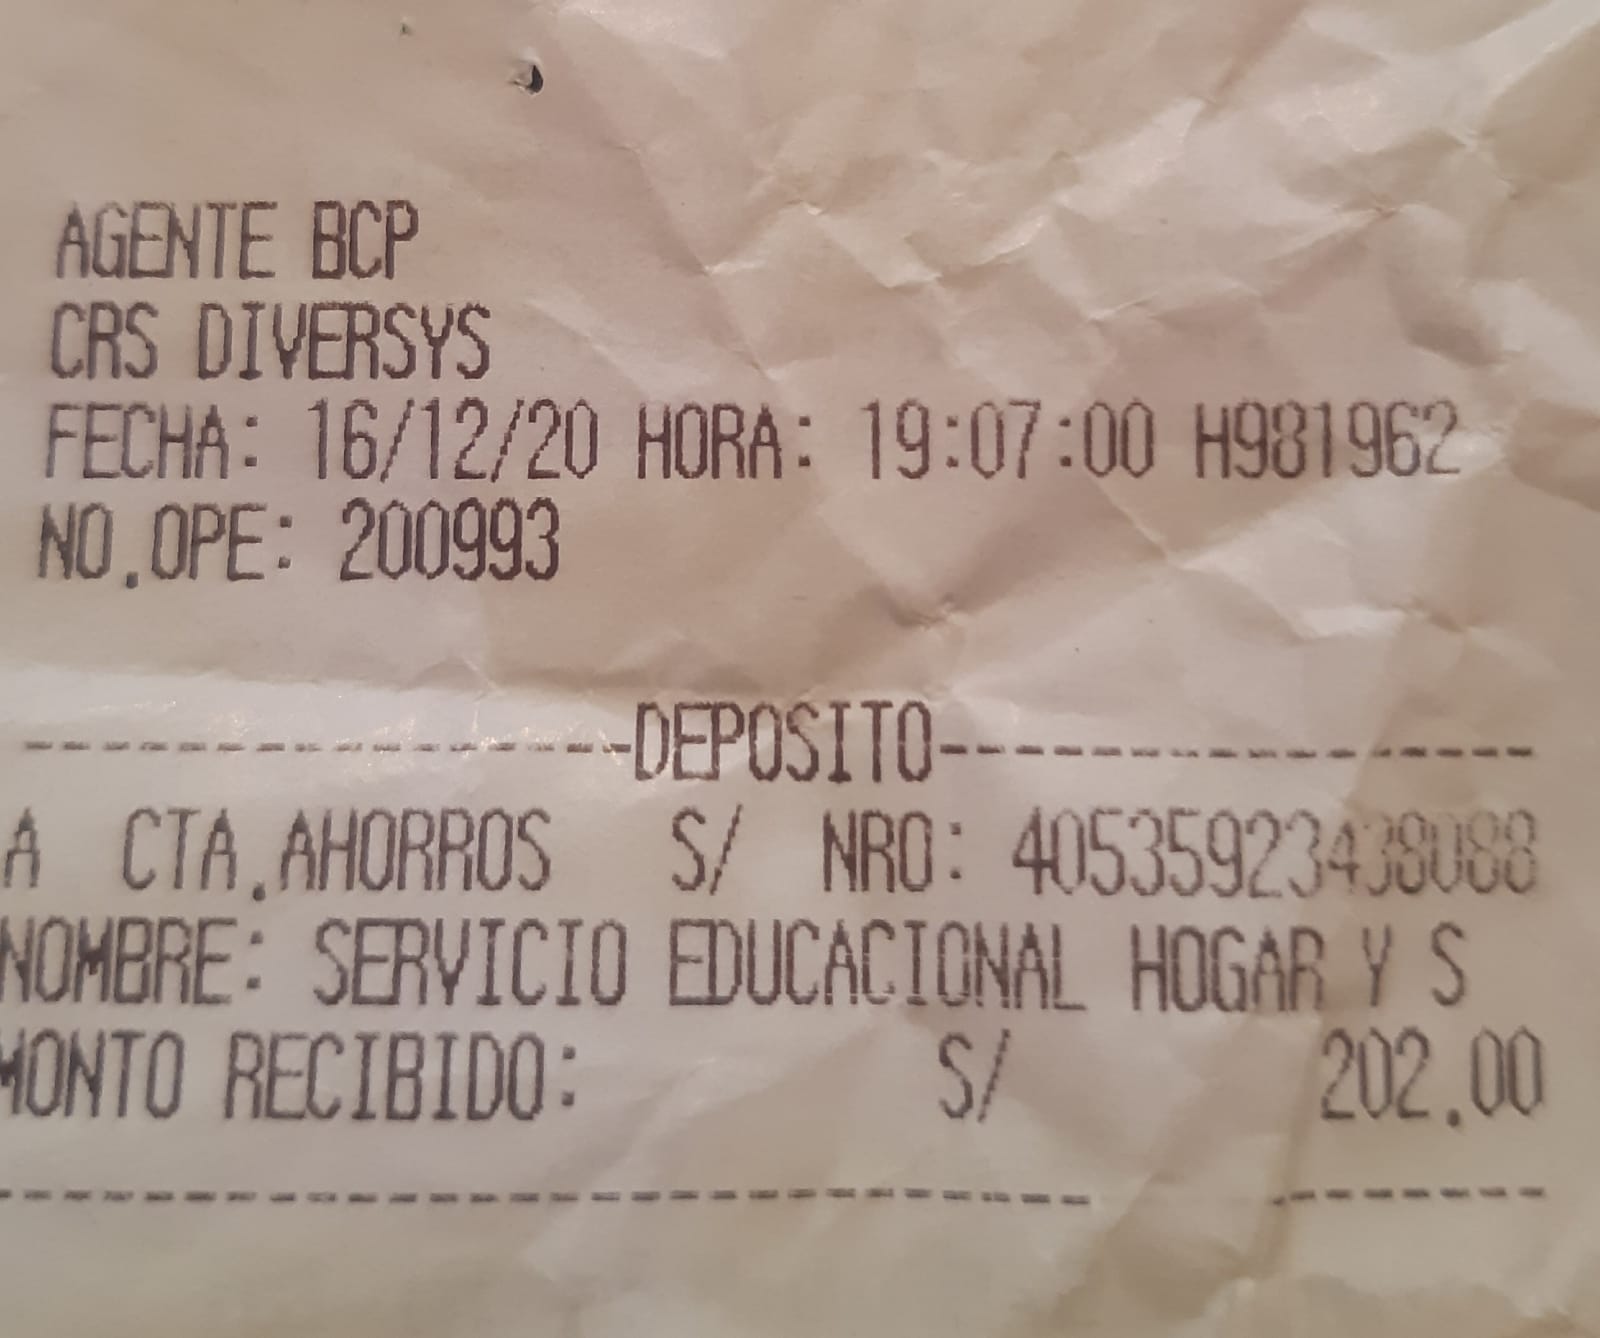 AGENTE BCP
CRS DIVERSYS
FECHA: 16/12/20 HORA: 19:07:00 H981962
NO.OPE: 200993
----------------DEPOSITO----------------
A CTA.AHORROS S/ NRO: 40535923438088
NOMBRE: SERVICIO EDUCACIONAL HOGAR Y S
MONTO RECIBIDO: S/ 202.00